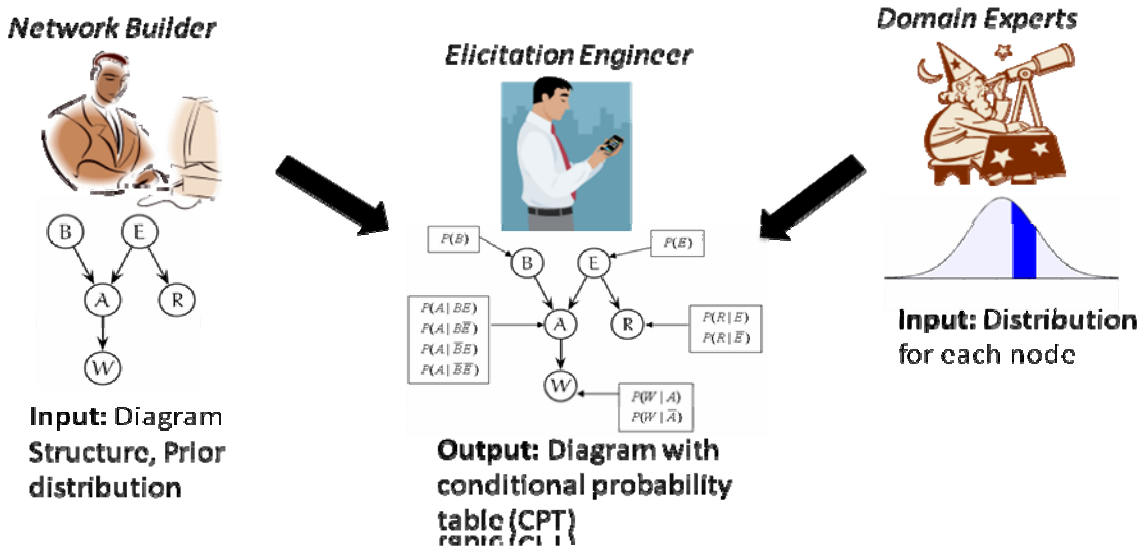 Network Builder
B
E
A
R
W
Input: Diagram
Structure, Prior
distribution
Elicitation Engineer
P(B)
P(E)
B
E
P(A | BE)
P(A | BE̅)
P(A | B̅E)
P(A | B̅E̅)
A
R
P(R | E)
P(R | E̅)
W
P(W | A)
P(W | A̅)
Output: Diagram with
conditional probability
table (CPT)
Domain Experts
Input: Distribution
for each node